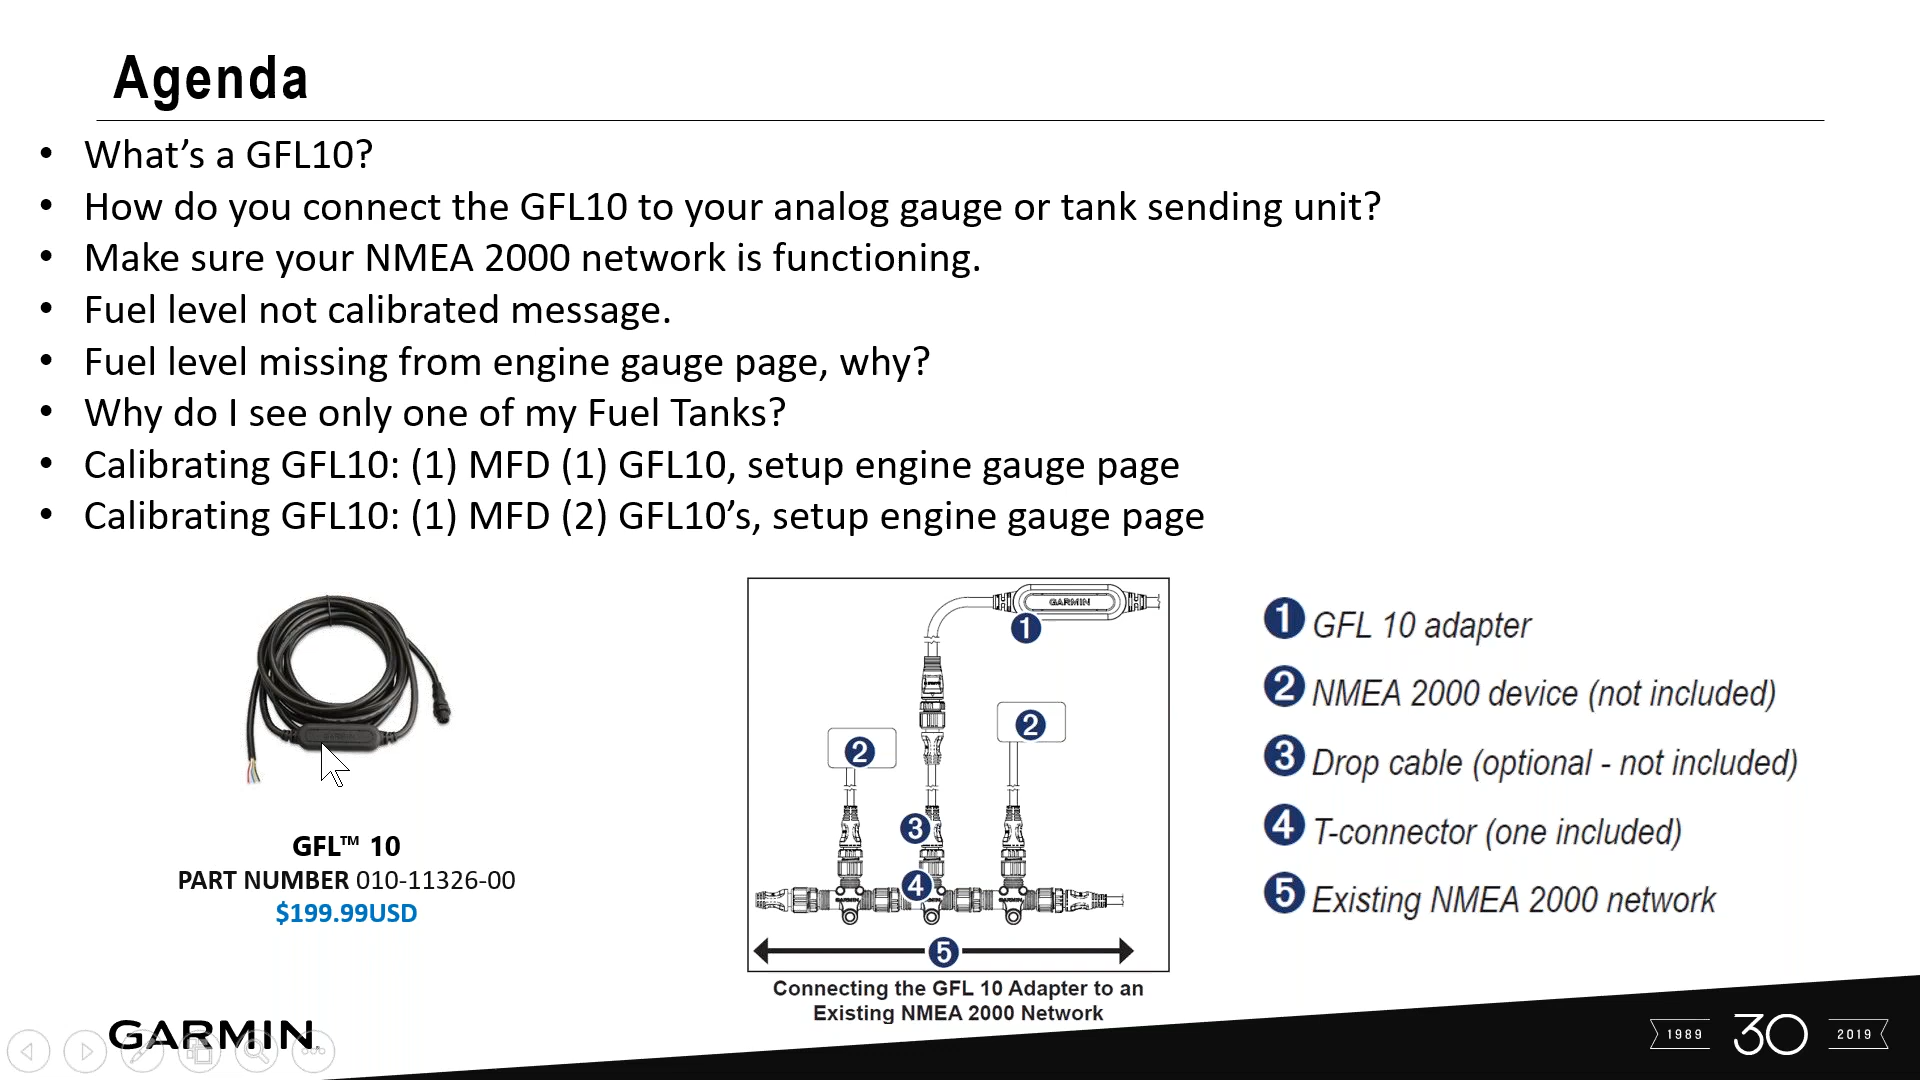 Agenda
• What’s a GFL10?
• How do you connect the GFL10 to your analog gauge or tank sending unit?
• Make sure your NMEA 2000 network is functioning.
• Fuel level not calibrated message.
• Fuel level missing from engine gauge page, why?
• Why do I see only one of my Fuel Tanks?
• Calibrating GFL10: (1) MFD (1) GFL10, setup engine gauge page
• Calibrating GFL10: (1) MFD (2) GFL10’s, setup engine gauge page
GARMIN
GFL™ 10
PART NUMBER 010-11326-00
$199.99USD
GARMIN
1
2
2
3
4
GARMIN
GARMIN
GARMIN
5
Connecting the GFL 10 Adapter to an
Existing NMEA 2000 Network
1 GFL 10 adapter
2 NMEA 2000 device (not included)
3 Drop cable (optional - not included)
4 T-connector (one included)
5 Existing NMEA 2000 network
GARMIN.
1989 30 2019